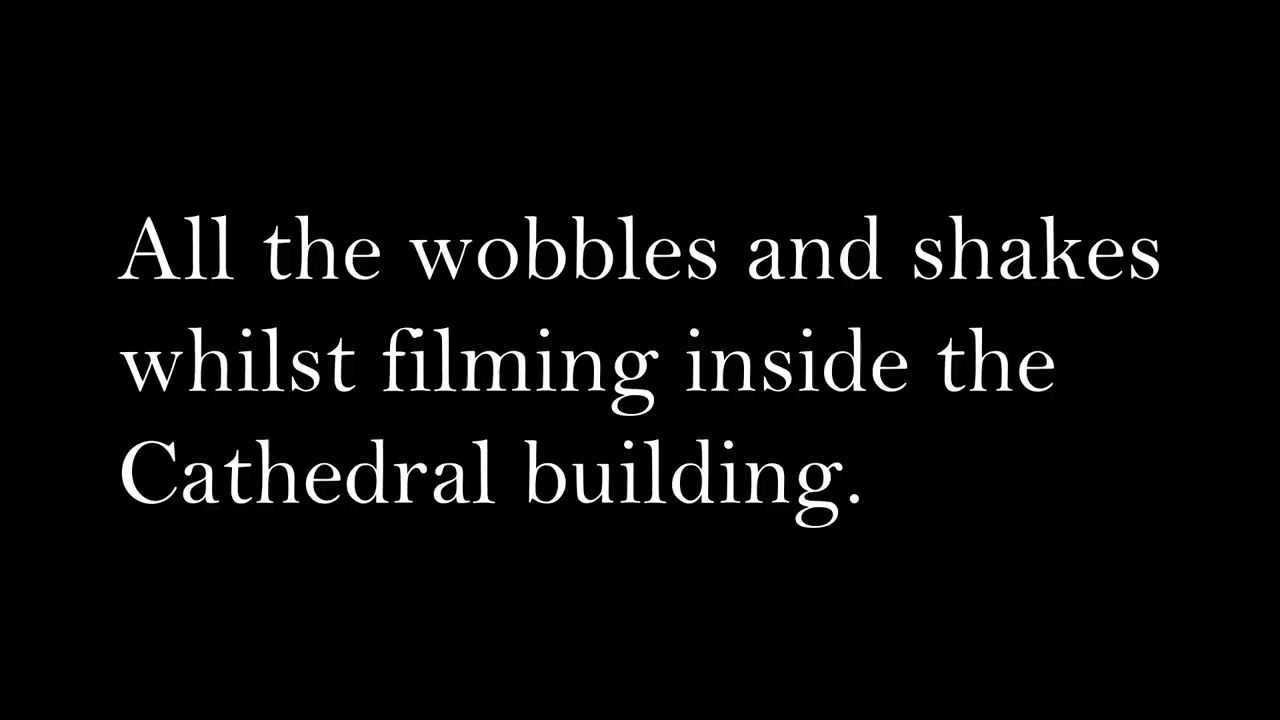 All the wobbles and shakes
whilst filming inside the
Cathedral building.